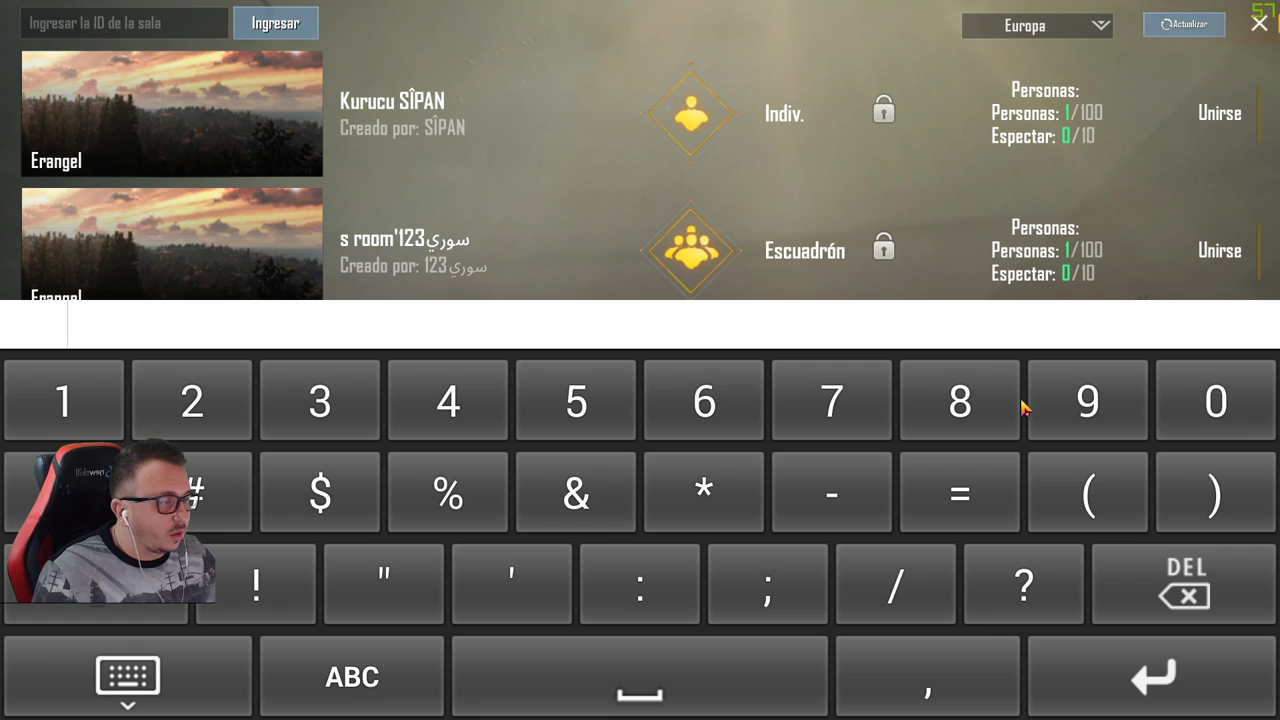 Ingresar la ID de la sala
Ingresar
Europa
Actualizar
57
Kurucu SÎPAN
Creado por: SÎPAN
Indiv.
Personas:
Personas: 1/100
Espectar: 0/10
Unirse
Erangel
s room'123سوري
Creado por: 123سوري
Escuadrón
Personas:
Personas: 1/100
Espectar: 0/10
Unirse
Erangel
1 2 3 4 5 6 7 8 9 0
# $ % & * - = ( )
! " ' : ; / ? DEL
ABC ,